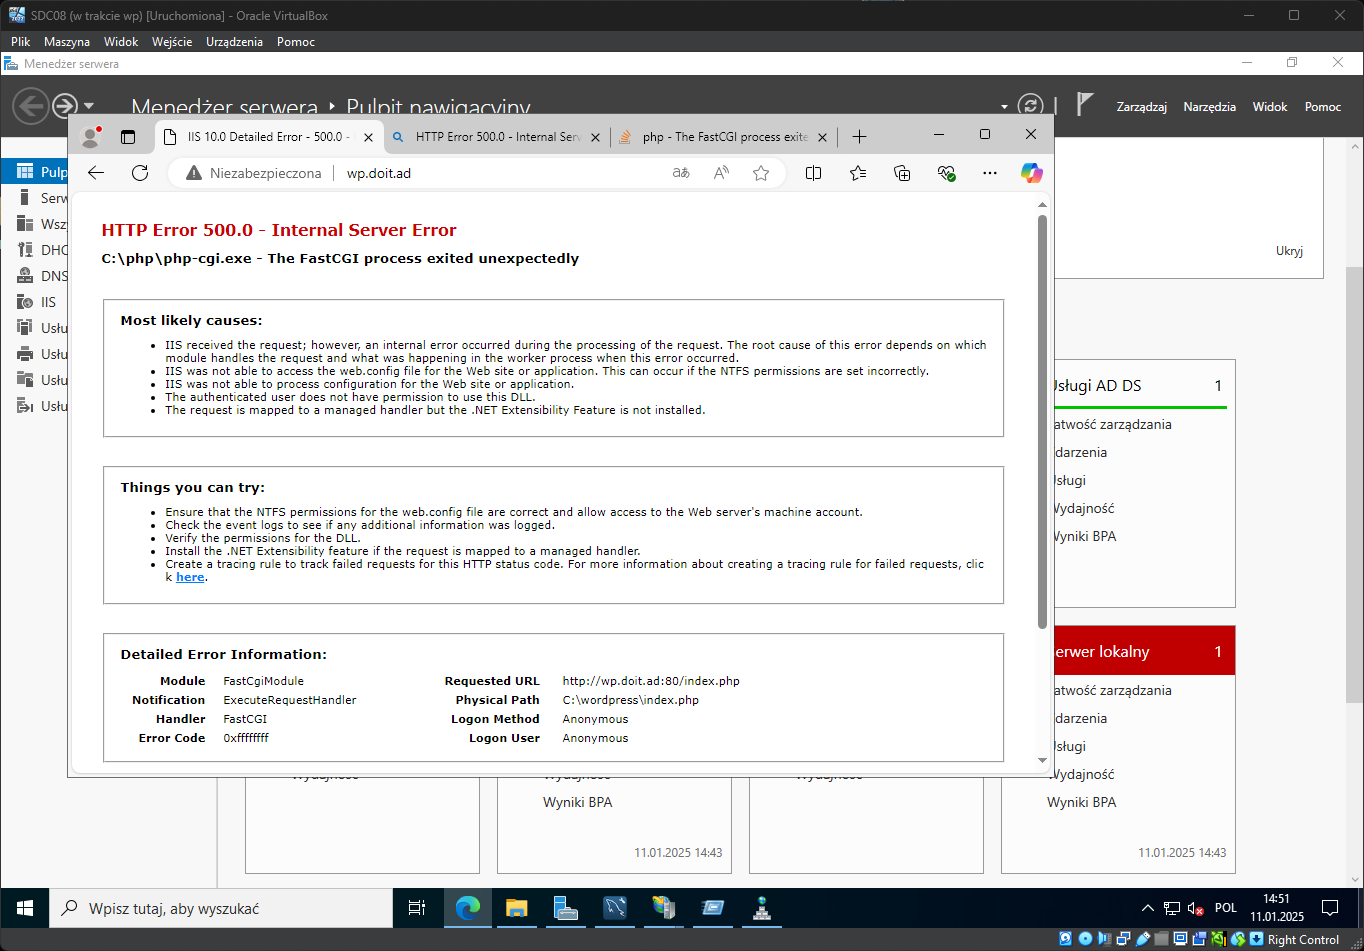 SDC08 (w trakcie wp) [Uruchomiona] - Oracle VirtualBox
Plik Maszyna Widok Wejście Urządzenia Pomoc
Menedżer serwera
Menedżer serwera ‣ Pulpit nawigacyjny
Zarządzaj Narzędzia Widok Pomoc
IIS 10.0 Detailed Error - 500.0 -
HTTP Error 500.0 - Internal Serv
php - The FastCGI process exite
Niezabezpieczona
wp.doit.ad
Pulp
Serw
Wszy
DHC
DNS
IIS
Usłu
Usłu
Usłu
Usłu
Ukryj
HTTP Error 500.0 - Internal Server Error
C:\php\php-cgi.exe - The FastCGI process exited unexpectedly
Most likely causes:
• IIS received the request; however, an internal error occurred during the processing of the request. The root cause of this error depends on which
module handles the request and what was happening in the worker process when this error occurred.
• IIS was not able to access the web.config file for the Web site or application. This can occur if the NTFS permissions are set incorrectly.
• IIS was not able to process configuration for the Web site or application.
• The authenticated user does not have permission to use this DLL.
• The request is mapped to a managed handler but the .NET Extensibility Feature is not installed.
Things you can try:
• Ensure that the NTFS permissions for the web.config file are correct and allow access to the Web server's machine account.
• Check the event logs to see if any additional information was logged.
• Verify the permissions for the DLL.
• Install the .NET Extensibility feature if the request is mapped to a managed handler.
• Create a tracing rule to track failed requests for this HTTP status code. For more information about creating a tracing rule for failed requests, clic
k here.
Detailed Error Information:
Module FastCgiModule
Notification ExecuteRequestHandler
Handler FastCGI
Error Code 0xffffffff
Requested URL http://wp.doit.ad:80/index.php
Physical Path C:\wordpress\index.php
Logon Method Anonymous
Logon User Anonymous
Usługi AD DS 1
atwość zarządzania
darzenia
Usługi
Wydajność
Wyniki BPA
erwer lokalny 1
atwość zarządzania
darzenia
Usługi
Wydajność
Wyniki BPA
11.01.2025 14:43
Wydajność
Wydajność
Wyniki BPA
11.01.2025 14:43
Wydajność
Wpisz tutaj, aby wyszukać
POL
14:51
11.01.2025
Right Control